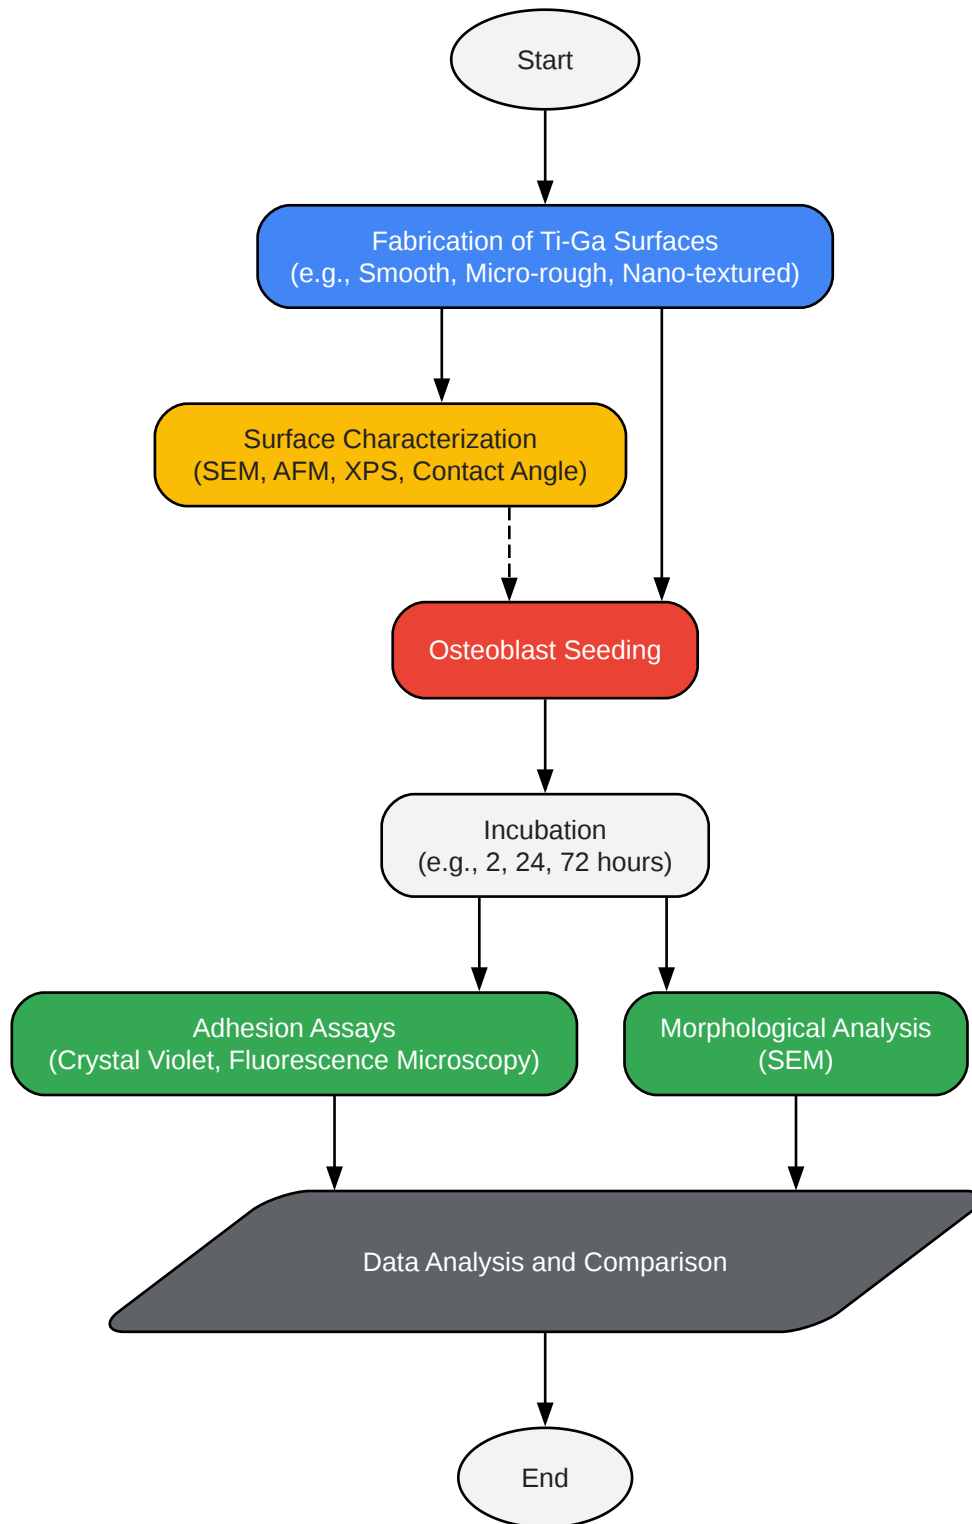 Start
Fabrication of Ti-Ga Surfaces
(e.g., Smooth, Micro-rough, Nano-textured)
Surface Characterization
(SEM, AFM, XPS, Contact Angle)
Osteoblast Seeding
Incubation
(e.g., 2, 24, 72 hours)
Adhesion Assays
(Crystal Violet, Fluorescence Microscopy)
Morphological Analysis
(SEM)
Data Analysis and Comparison
End